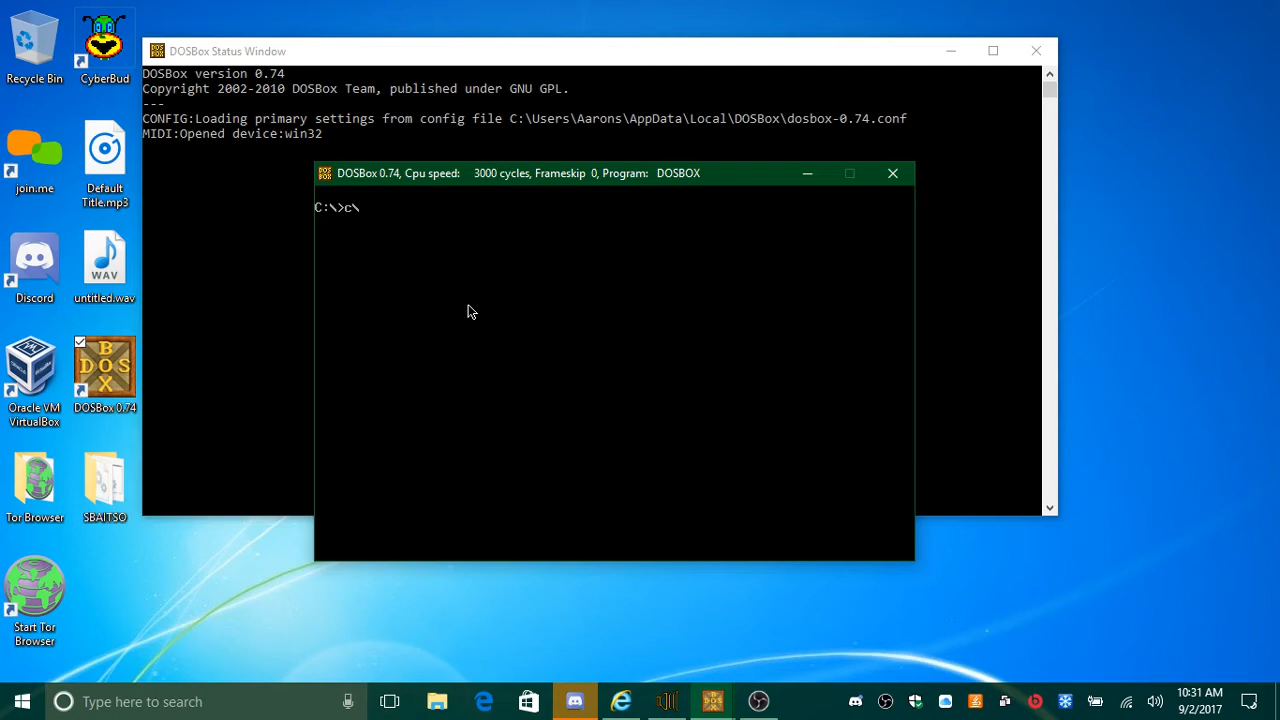 Recycle Bin
CyberBud
join.me
Default
Title.mp3
Discord
WAV
untitled.wav
Oracle VM
VirtualBox
BOX
DOS
DOSBox 0.74
Tor Browser
SBAITSO
Start Tor
Browser
DOSBox Status Window
DOSBox version 0.74
Copyright 2002-2010 DOSBox Team, published under GNU GPL.
---
CONFIG:Loading primary settings from config file C:\Users\Aarons\AppData\Local\DOSBox\dosbox-0.74.conf
MIDI:Opened device:win32
DOSBox 0.74, Cpu speed: 3000 cycles, Frameskip 0, Program: DOSBOX
C:\>c\
Type here to search
10:31 AM
9/2/2017